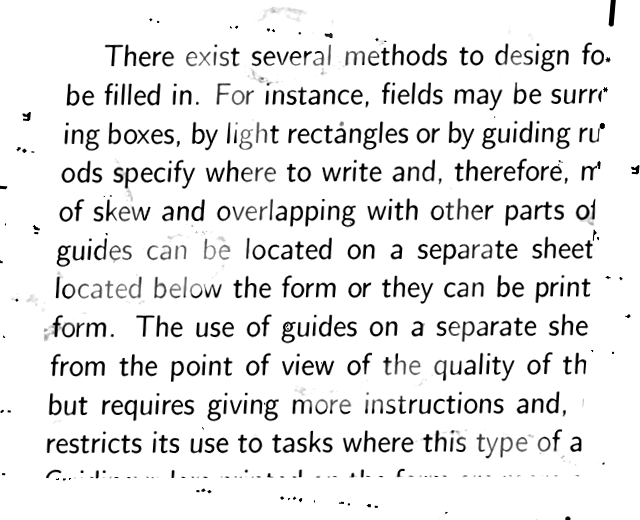 There exist several methods to design
be filled in. For instance, fields may be
ing boxes, by light rectangles or by guiding
ods specify where to write and, therefore,
of skew and overlapping with other parts of
guides can be located on a separate sheet
located below the form or they can be print
form. The use of guides on a separate she
from the point of view of the quality of th
but requires giving more instructions and,
restricts its use to tasks where this type of a